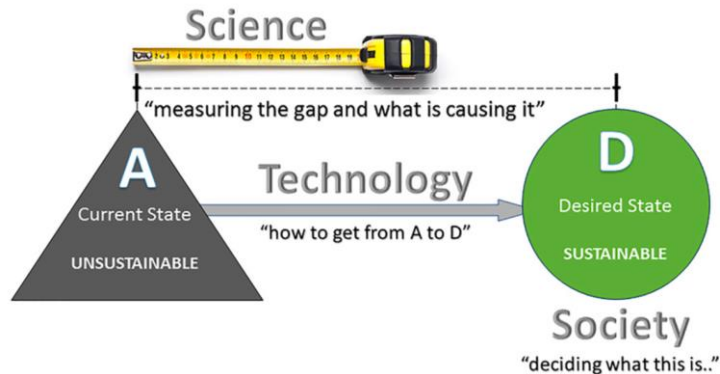 Science
“measuring the gap and what is causing it”
A
Current State
UNSUSTAINABLE
Technology
“how to get from A to D”
D
Desired State
SUSTAINABLE
Society
“deciding what this is..”